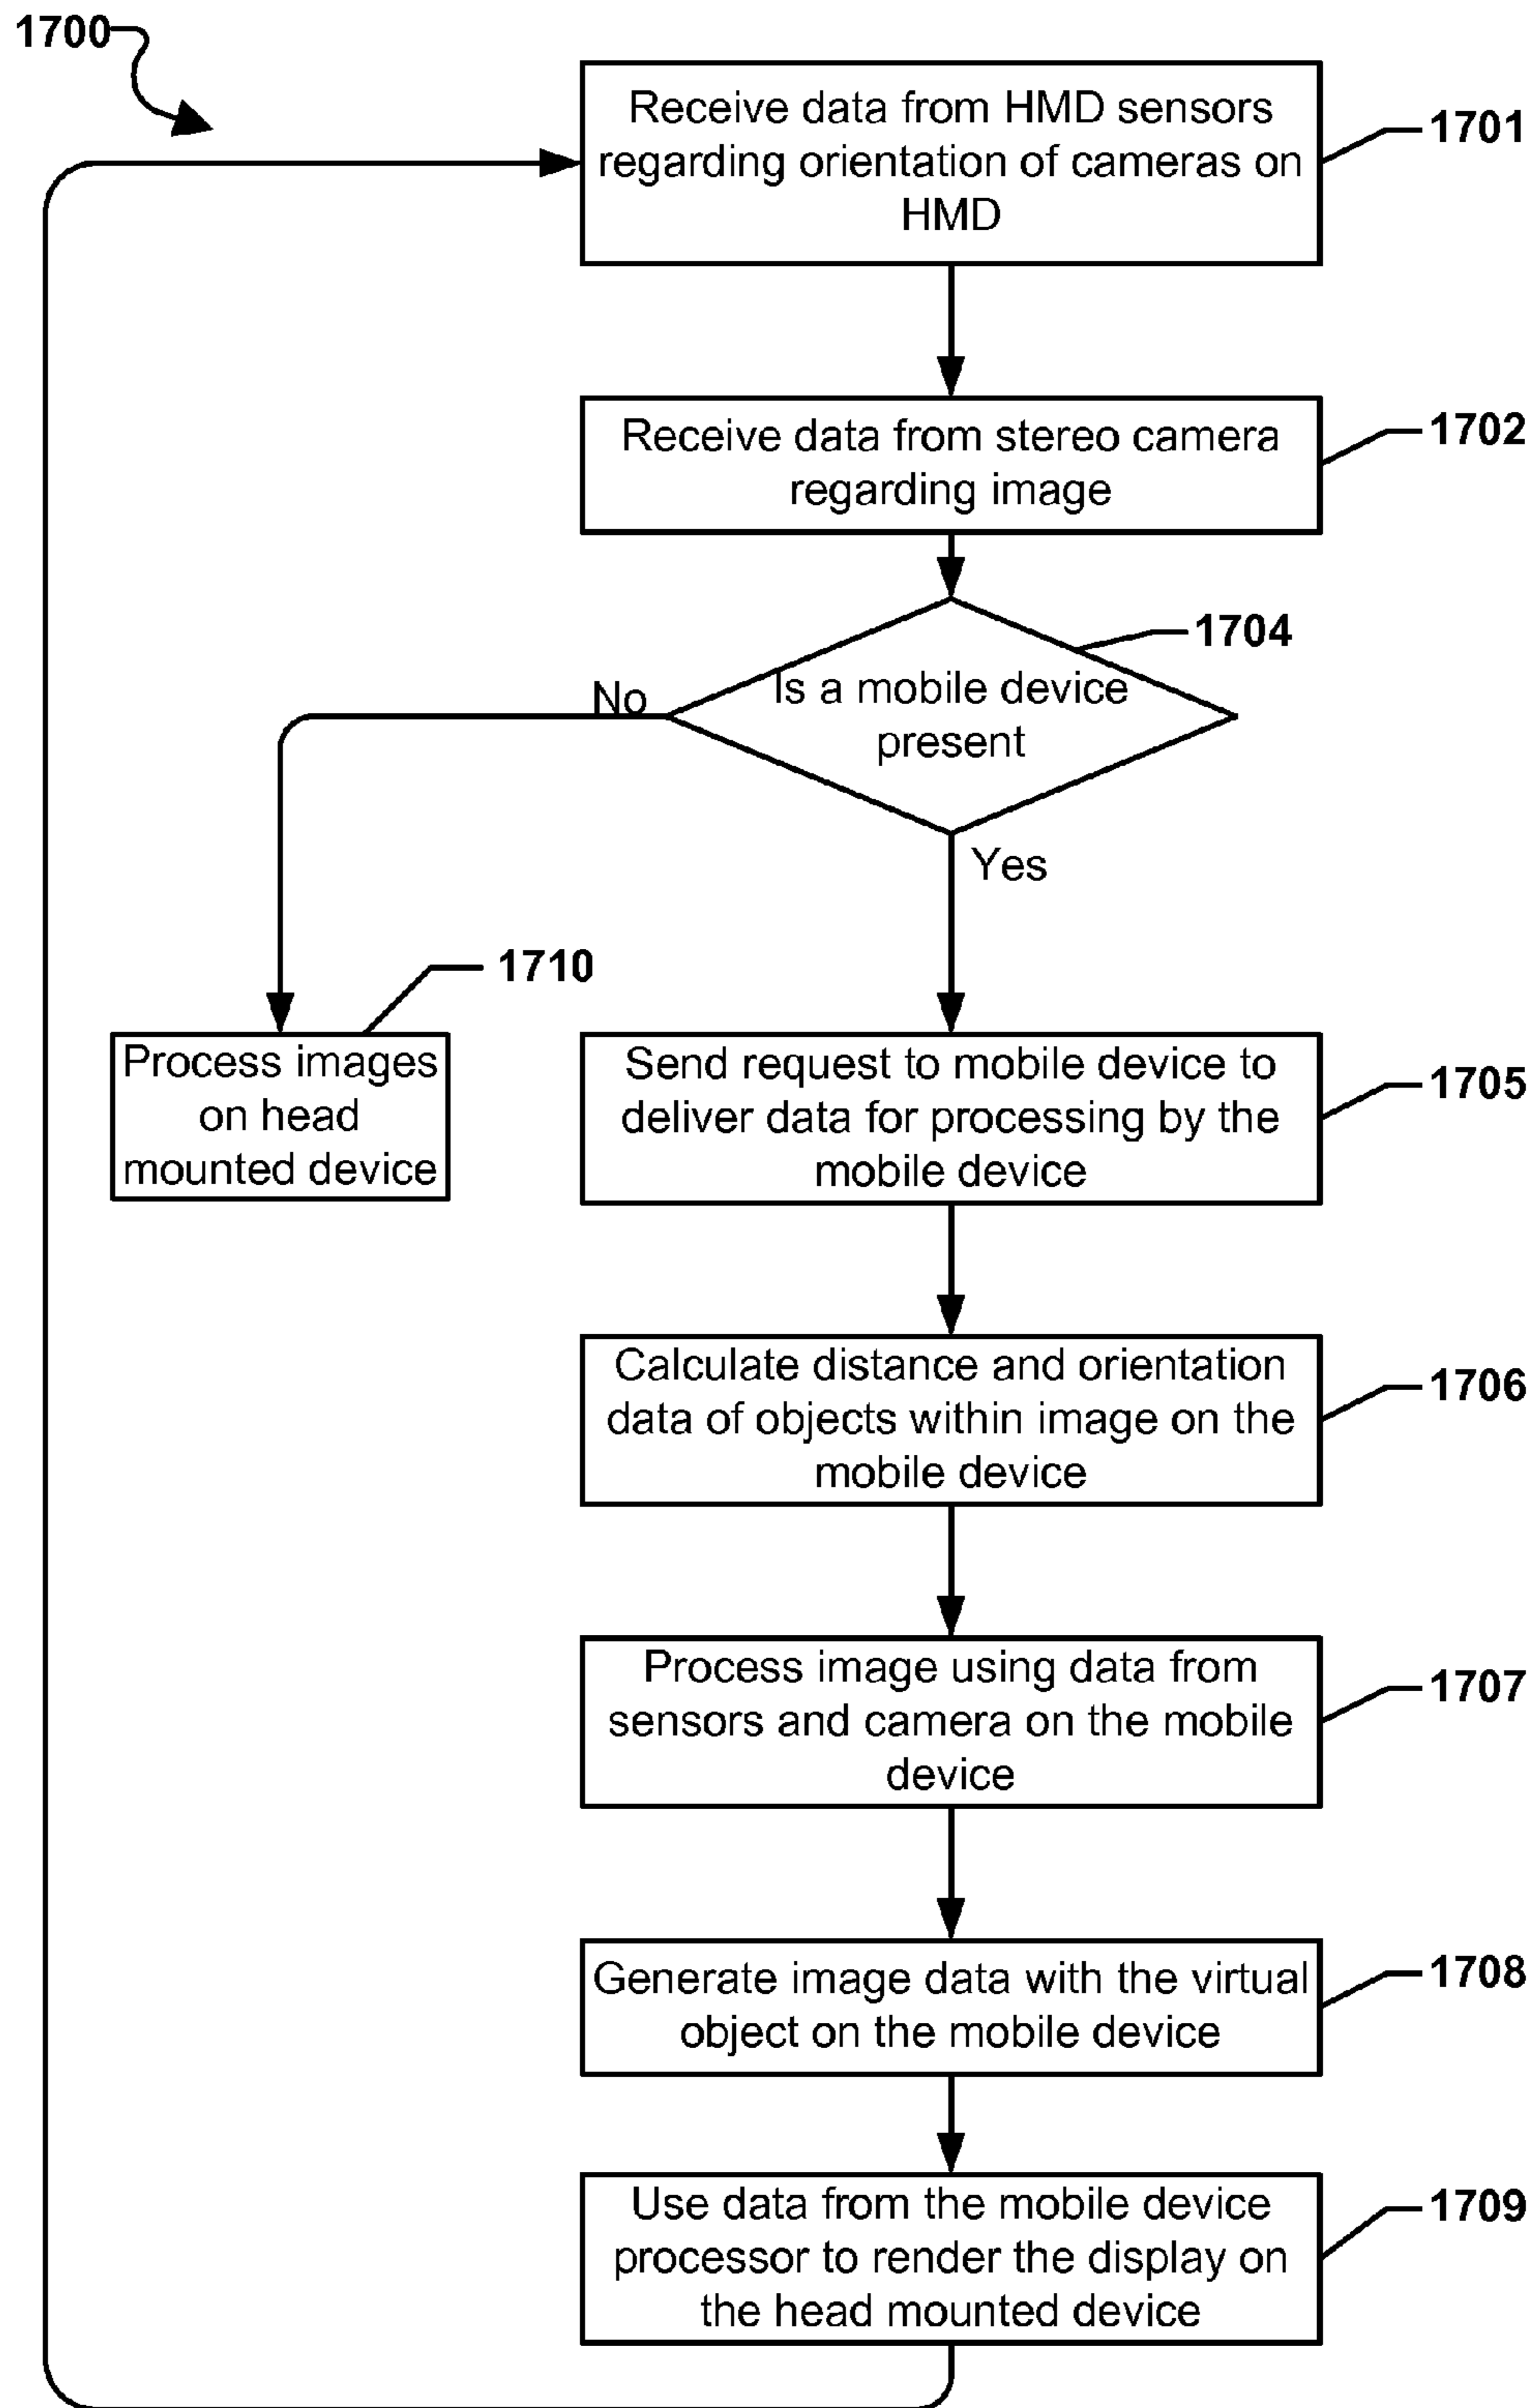 1700
Receive data from HMD sensors
regarding orientation of cameras on
HMD
1701
Receive data from stereo camera
regarding image
1702
1704
Is a mobile device
present
No
Yes
1710
Process images
on head
mounted device
Send request to mobile device to
deliver data for processing by the
mobile device
1705
Calculate distance and orientation
data of objects within image on the
mobile device
1706
Process image using data from
sensors and camera on the mobile
device
1707
Generate image data with the virtual
object on the mobile device
1708
Use data from the mobile device
processor to render the display on
the head mounted device
1709